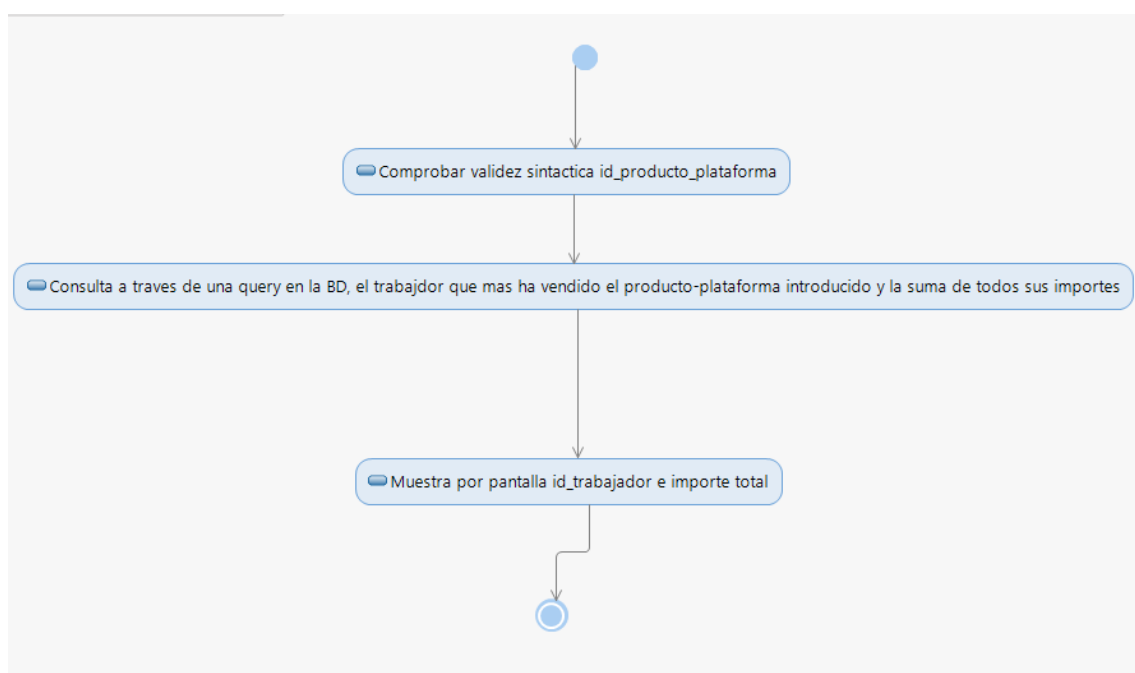 Comprobar validez sintactica id_producto_plataforma
Consulta a traves de una query en la BD, el trabajdor que mas ha vendido el producto-plataforma introducido y la suma de todos sus importes
Muestra por pantalla id_trabajador e importe total